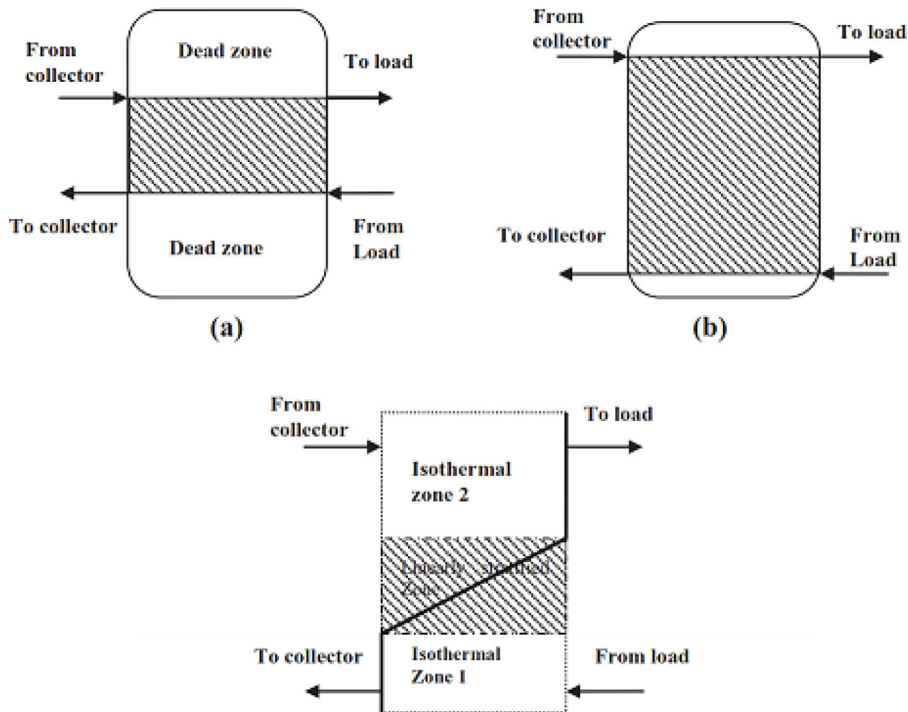 From
collector
Dead zone
To load
To collector
Dead zone
From
Load
(a)
From
collector
To load
To collector
From
Load
(b)
From
collector
To load
Isothermal
zone 2
Linearly stratified
Zone
To collector
Isothermal
Zone 1
From load